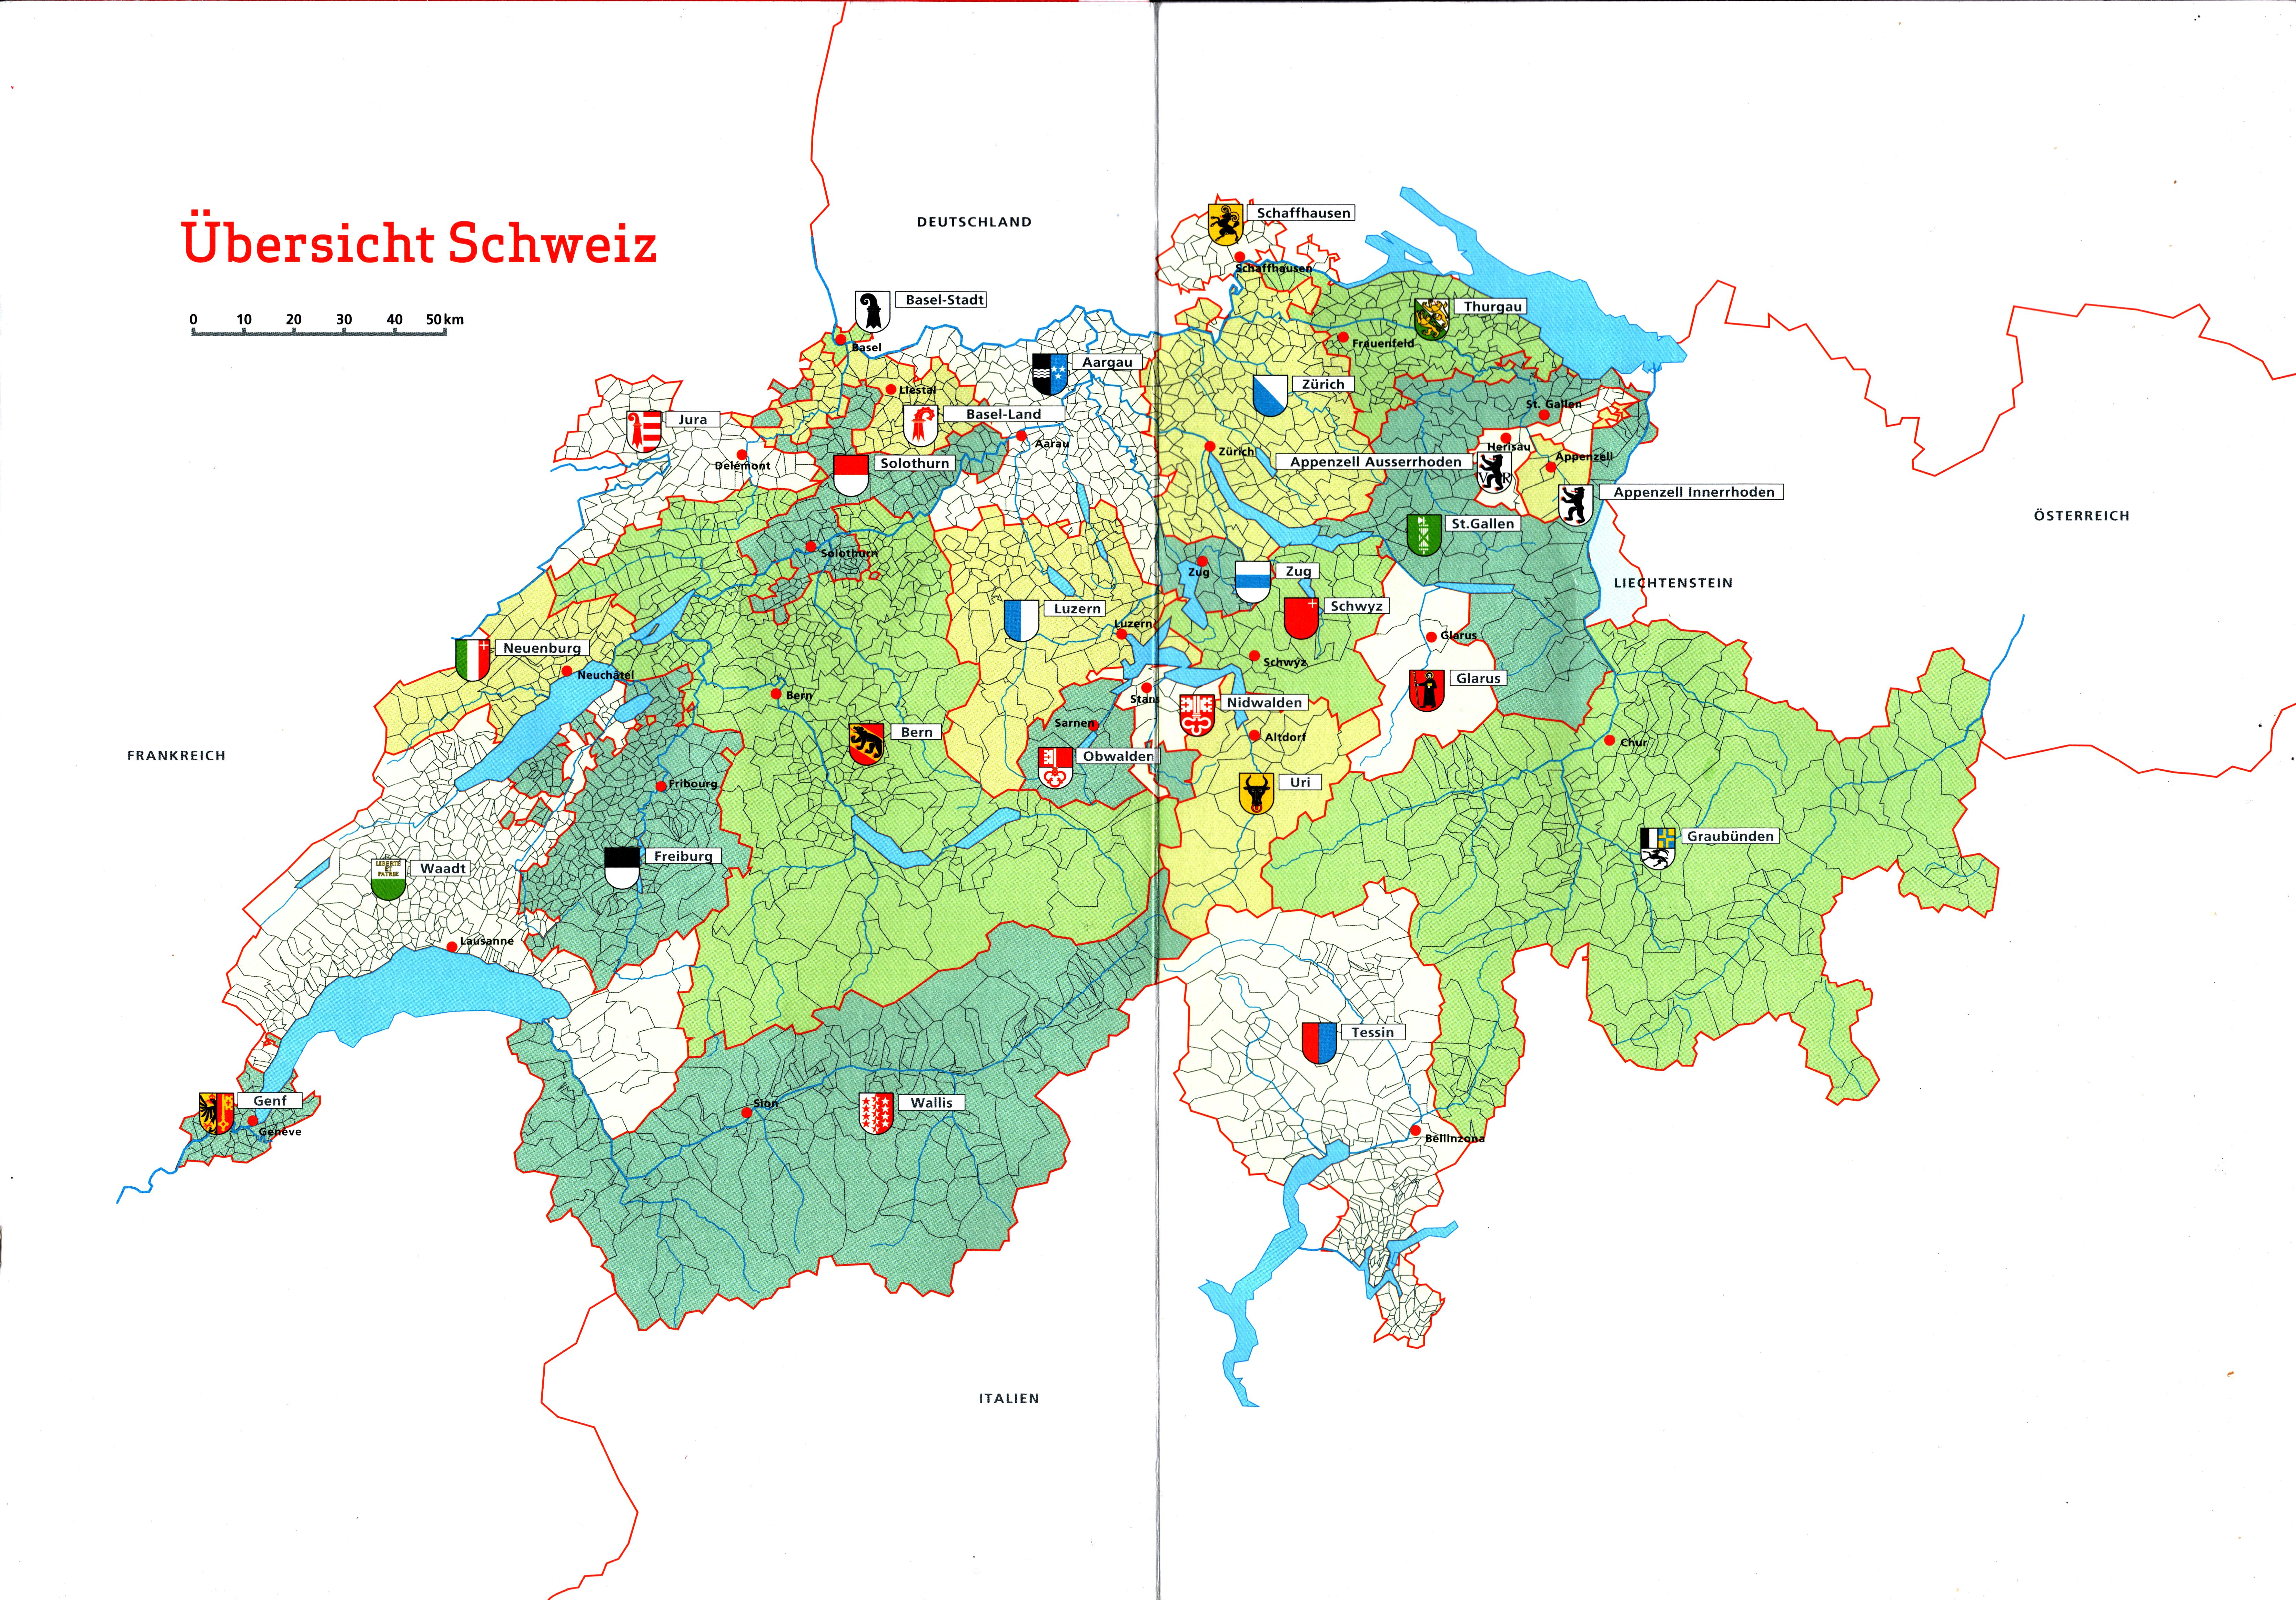 Schaffhausen
DEUTSCHLAND
Übersicht Schweiz
Schaffhausen
Basel-Stadt
Thurgau
0 10 20 30 40 50 km
Basel
Frauenfeld
Aargau
Zürich
Liestal
St. Gallen
Basel-Land
Jura
Aarau
Herisau
Zürich
Appenzell
Delémont
Solothurn
Appenzell Ausserrhoden
VR
Appenzell Innerrhoden
ÖSTERREICH
St.Gallen
Solothurn
Zug
Zug
LIECHTENSTEIN
Luzern
Schwyz
Luzern
Glarus
Neuenburg
Schwyz
Neuchâtel
Glarus
Bern
Stans
Nidwalden
Sarnen
Bern
Altdorf
Chur
FRANKREICH
Obwalden
Uri
Fribourg
Graubünden
Freiburg
LIBERTÉ
ET
PATRIE
Waadt
Lausanne
Tessin
Genf
Sion
Wallis
Genève
Bellinzona
ITALIEN